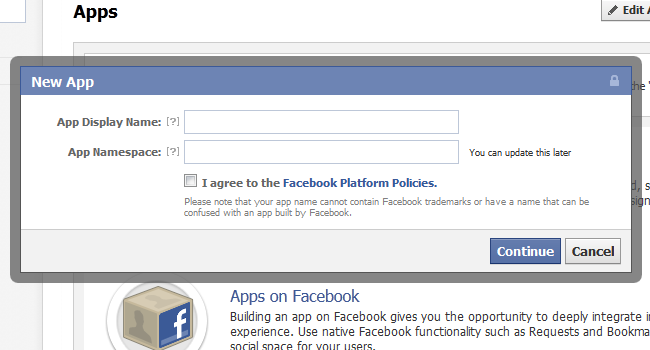 Apps
Edit
New App
the
App Display Name: [?]
App Namespace: [?] You can update this later
I agree to the Facebook Platform Policies.
Please note that your app name cannot contain Facebook trademarks or have a name that can be
confused with an app built by Facebook.
Continue Cancel
Apps on Facebook
Building an app on Facebook gives you the opportunity to deeply integrate
experience. Use native Facebook functionality such as Requests and
social space for your users.